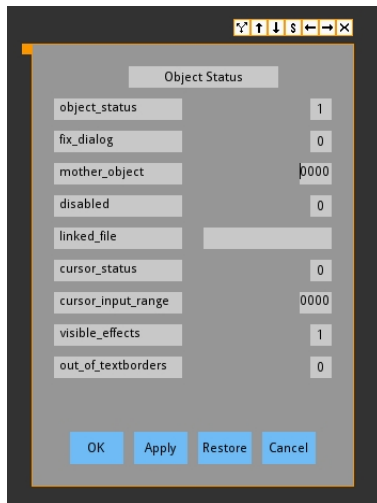 S
Object Status
object_status 1
fix_dialog 0
mother_object 0000
disabled 0
linked_file
cursor_status 0
cursor_input_range 0000
visible_effects 1
out_of_textborders 0
OK Apply Restore Cancel